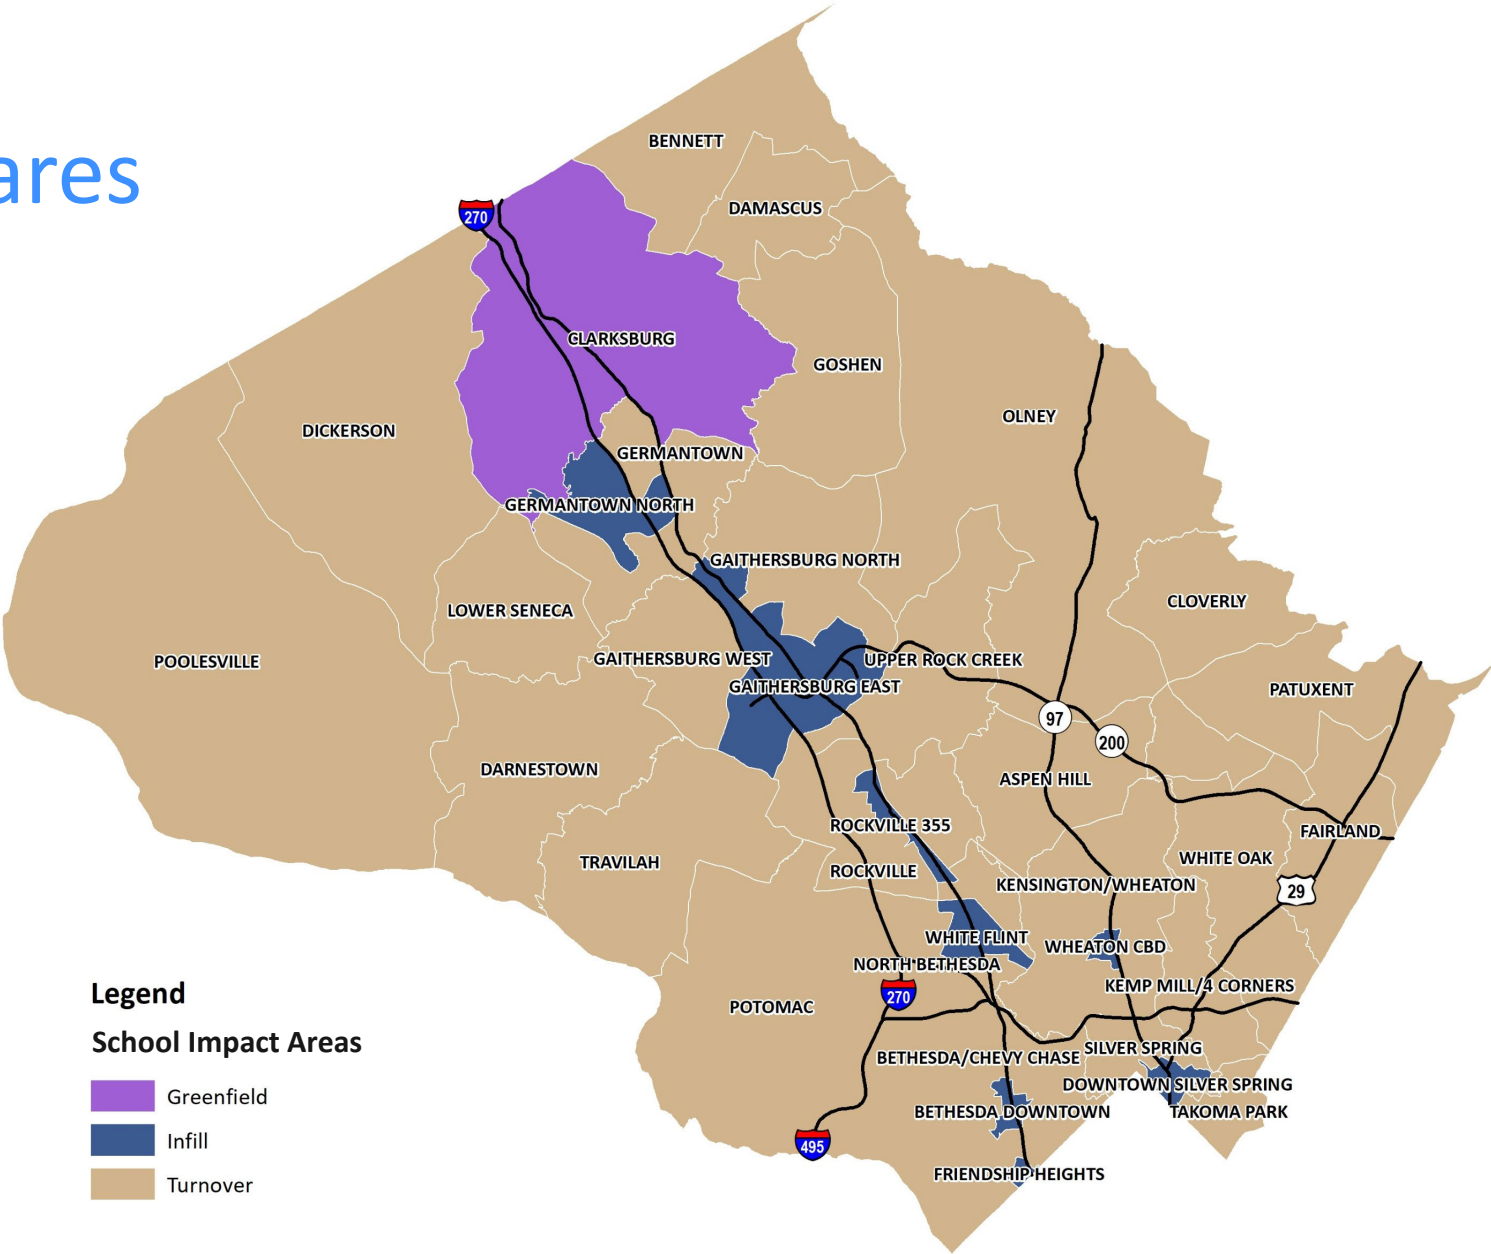 ares
BENNETT
DAMASCUS
270
CLARKSBURG
GOSHEN
OLNEY
DICKERSON
GERMANTOWN
GERMANTOWN NORTH
GAITHERSBURG NORTH
CLOVERLY
LOWER SENECA
POOLESVILLE
GAITHERSBURG WEST
UPPER ROCK CREEK
GAITHERSBURG EAST
PATUXENT
97
200
DARNESTOWN
ASPEN HILL
ROCKVILLE 355
FAIRLAND
TRAVILAH
WHITE OAK
ROCKVILLE
KENSINGTON/WHEATON
29
WHITE FLINT
WHEATON CBD
NORTH BETHESDA
KEMP MILL/4 CORNERS
270
POTOMAC
SILVER SPRING
BETHESDA/CHEVY CHASE
DOWNTOWN SILVER SPRING
BETHESDA DOWNTOWN
TAKOMA PARK
495
FRIENDSHIP HEIGHTS
Legend
School Impact Areas
Greenfield
Infill
Turnover